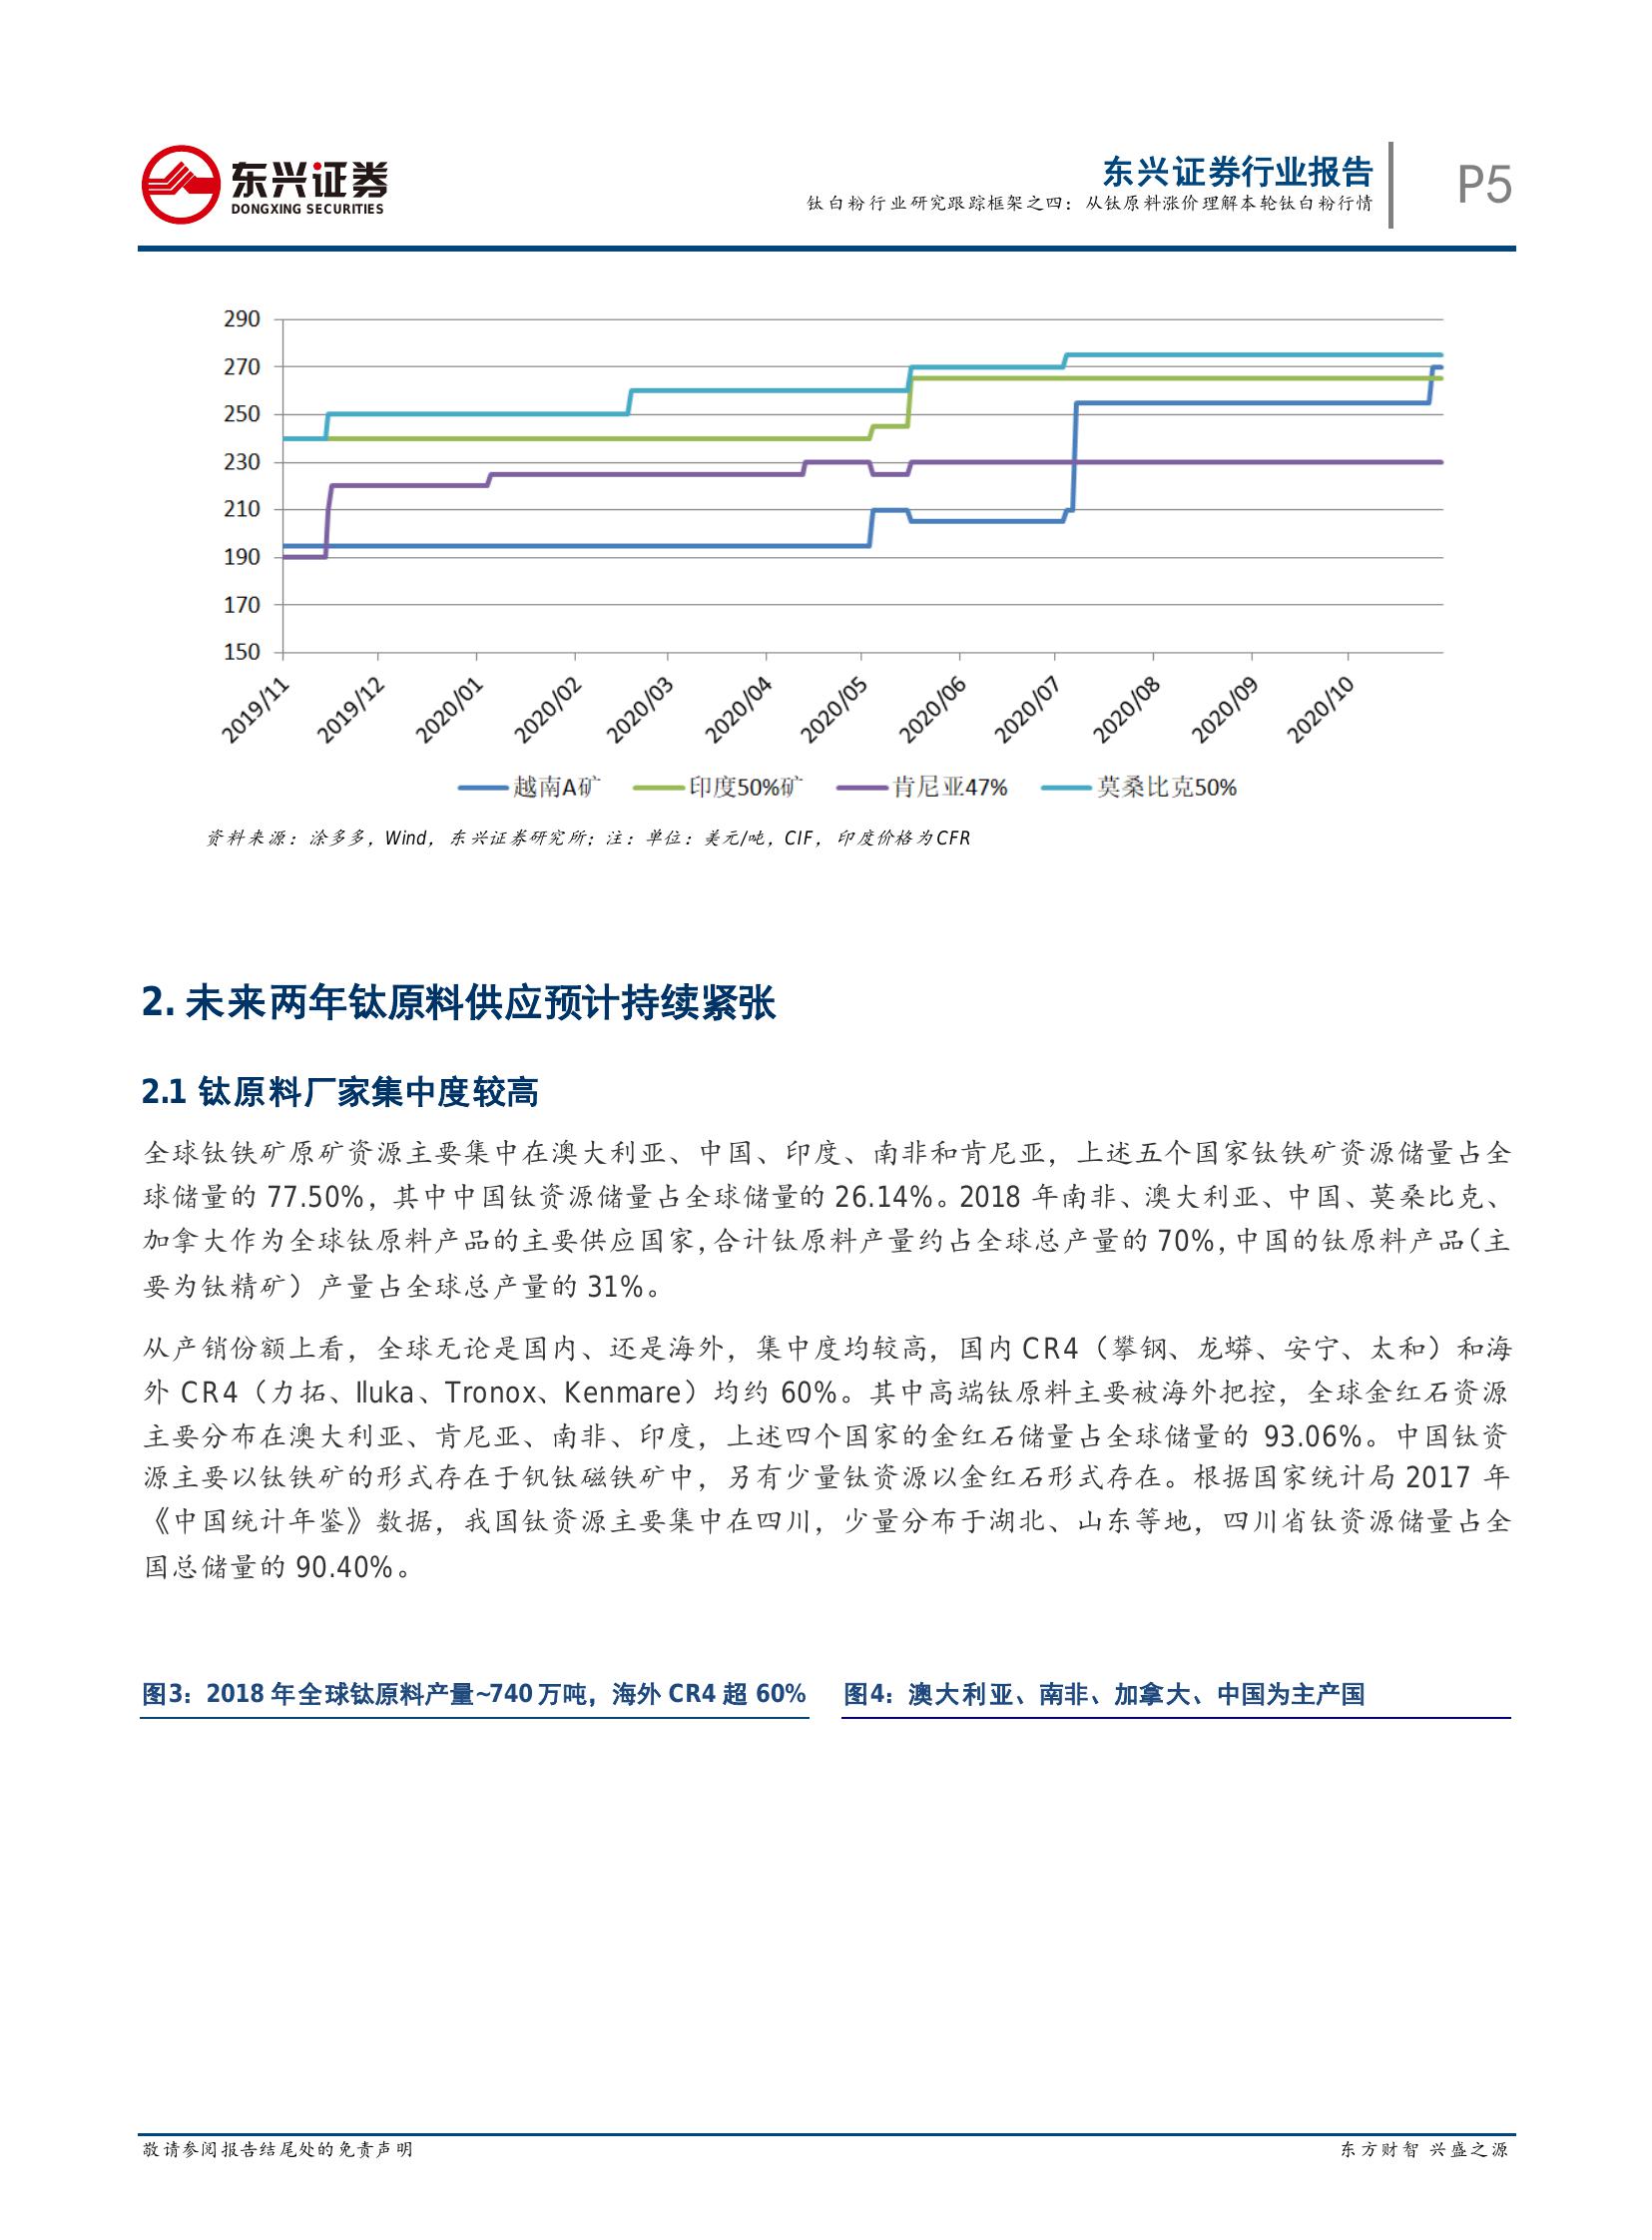 东兴证券
DONGXING SECURITIES
东兴证券行业报告
钛白粉行业研究跟踪框架之四：从钛原料涨价理解本轮钛白粉行情
P5
290
270
250
230
210
190
170
150
2019/11
2019/12
2020/01
2020/02
2020/03
2020/04
2020/05
2020/06
2020/07
2020/08
2020/09
2020/10
越南A矿 印度50%矿 肯尼亚47% 莫桑比克50%
资料来源：涂多多，Wind，东兴证券研究所；注：单位：美元/吨，CIF，印度价格为CFR
2. 未来两年钛原料供应预计持续紧张
2.1 钛原料厂家集中度较高
全球钛铁矿原矿资源主要集中在澳大利亚、中国、印度、南非和肯尼亚，上述五个国家钛铁矿资源储量占全
球储量的 77.50%，其中中国钛资源储量占全球储量的 26.14%。2018 年南非、澳大利亚、中国、莫桑比克、
加拿大作为全球钛原料产品的主要供应国家，合计钛原料产量约占全球总产量的 70%，中国的钛原料产品（主
要为钛精矿）产量占全球总产量的 31%。
从产销份额上看，全球无论是国内、还是海外，集中度均较高，国内 CR4（攀钢、龙蟒、安宁、太和）和海
外 CR4（力拓、Iluka、Tronox、Kenmare）均约 60%。其中高端钛原料主要被海外把控，全球金红石资源
主要分布在澳大利亚、肯尼亚、南非、印度，上述四个国家的金红石储量占全球储量的 93.06%。中国钛资
源主要以钛铁矿的形式存在于钒钛磁铁矿中，另有少量钛资源以金红石形式存在。根据国家统计局 2017 年
《中国统计年鉴》数据，我国钛资源主要集中在四川，少量分布于湖北、山东等地，四川省钛资源储量占全
国总储量的 90.40%。
图3：2018 年全球钛原料产量~740 万吨，海外 CR4 超 60%
图4：澳大利亚、南非、加拿大、中国为主产国
敬请参阅报告结尾处的免责声明
东方财智 兴盛之源